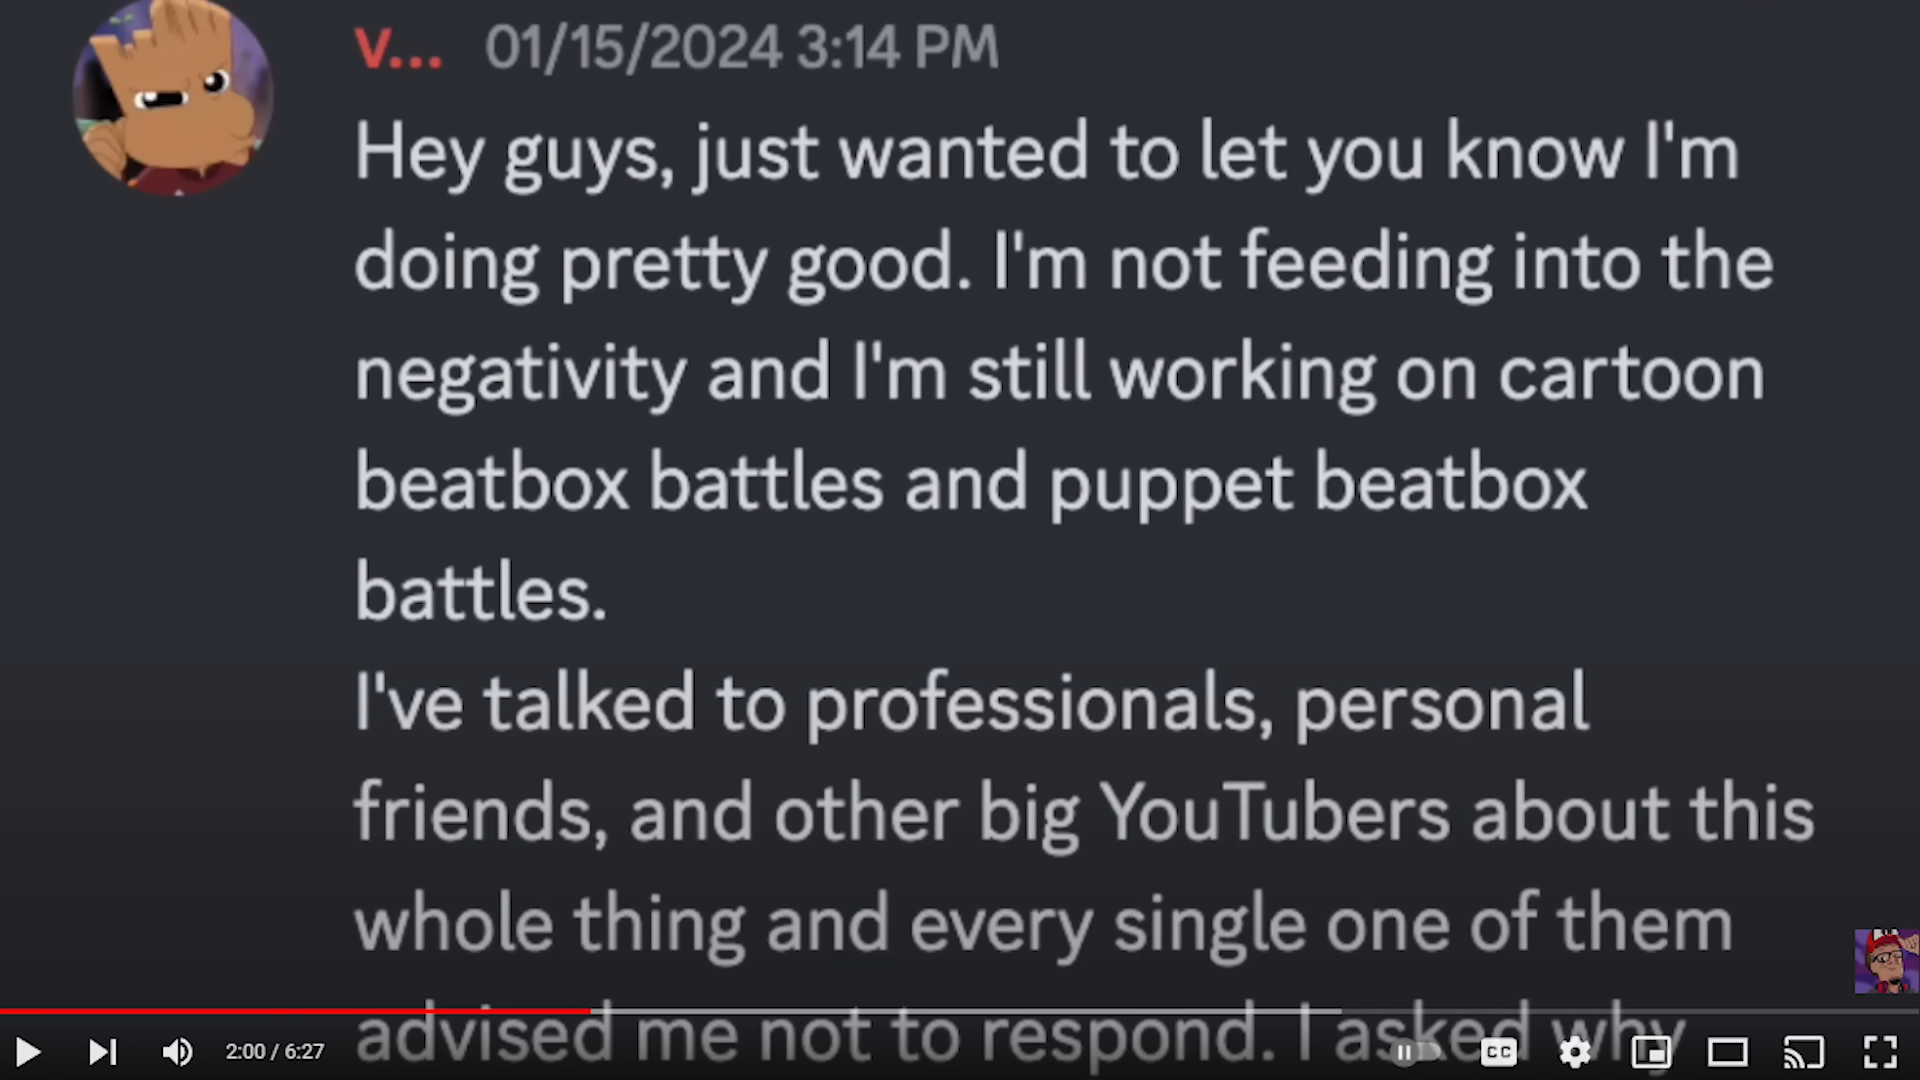 V... 01/15/2024 3:14 PM
Hey guys, just wanted to let you know I'm
doing pretty good. I'm not feeding into the
negativity and I'm still working on cartoon
beatbox battles and puppet beatbox
battles.
I've talked to professionals, personal
friends, and other big YouTubers about this
whole thing and every single one of them
advised me not to respond. I asked why
2:00 / 6:27
CC